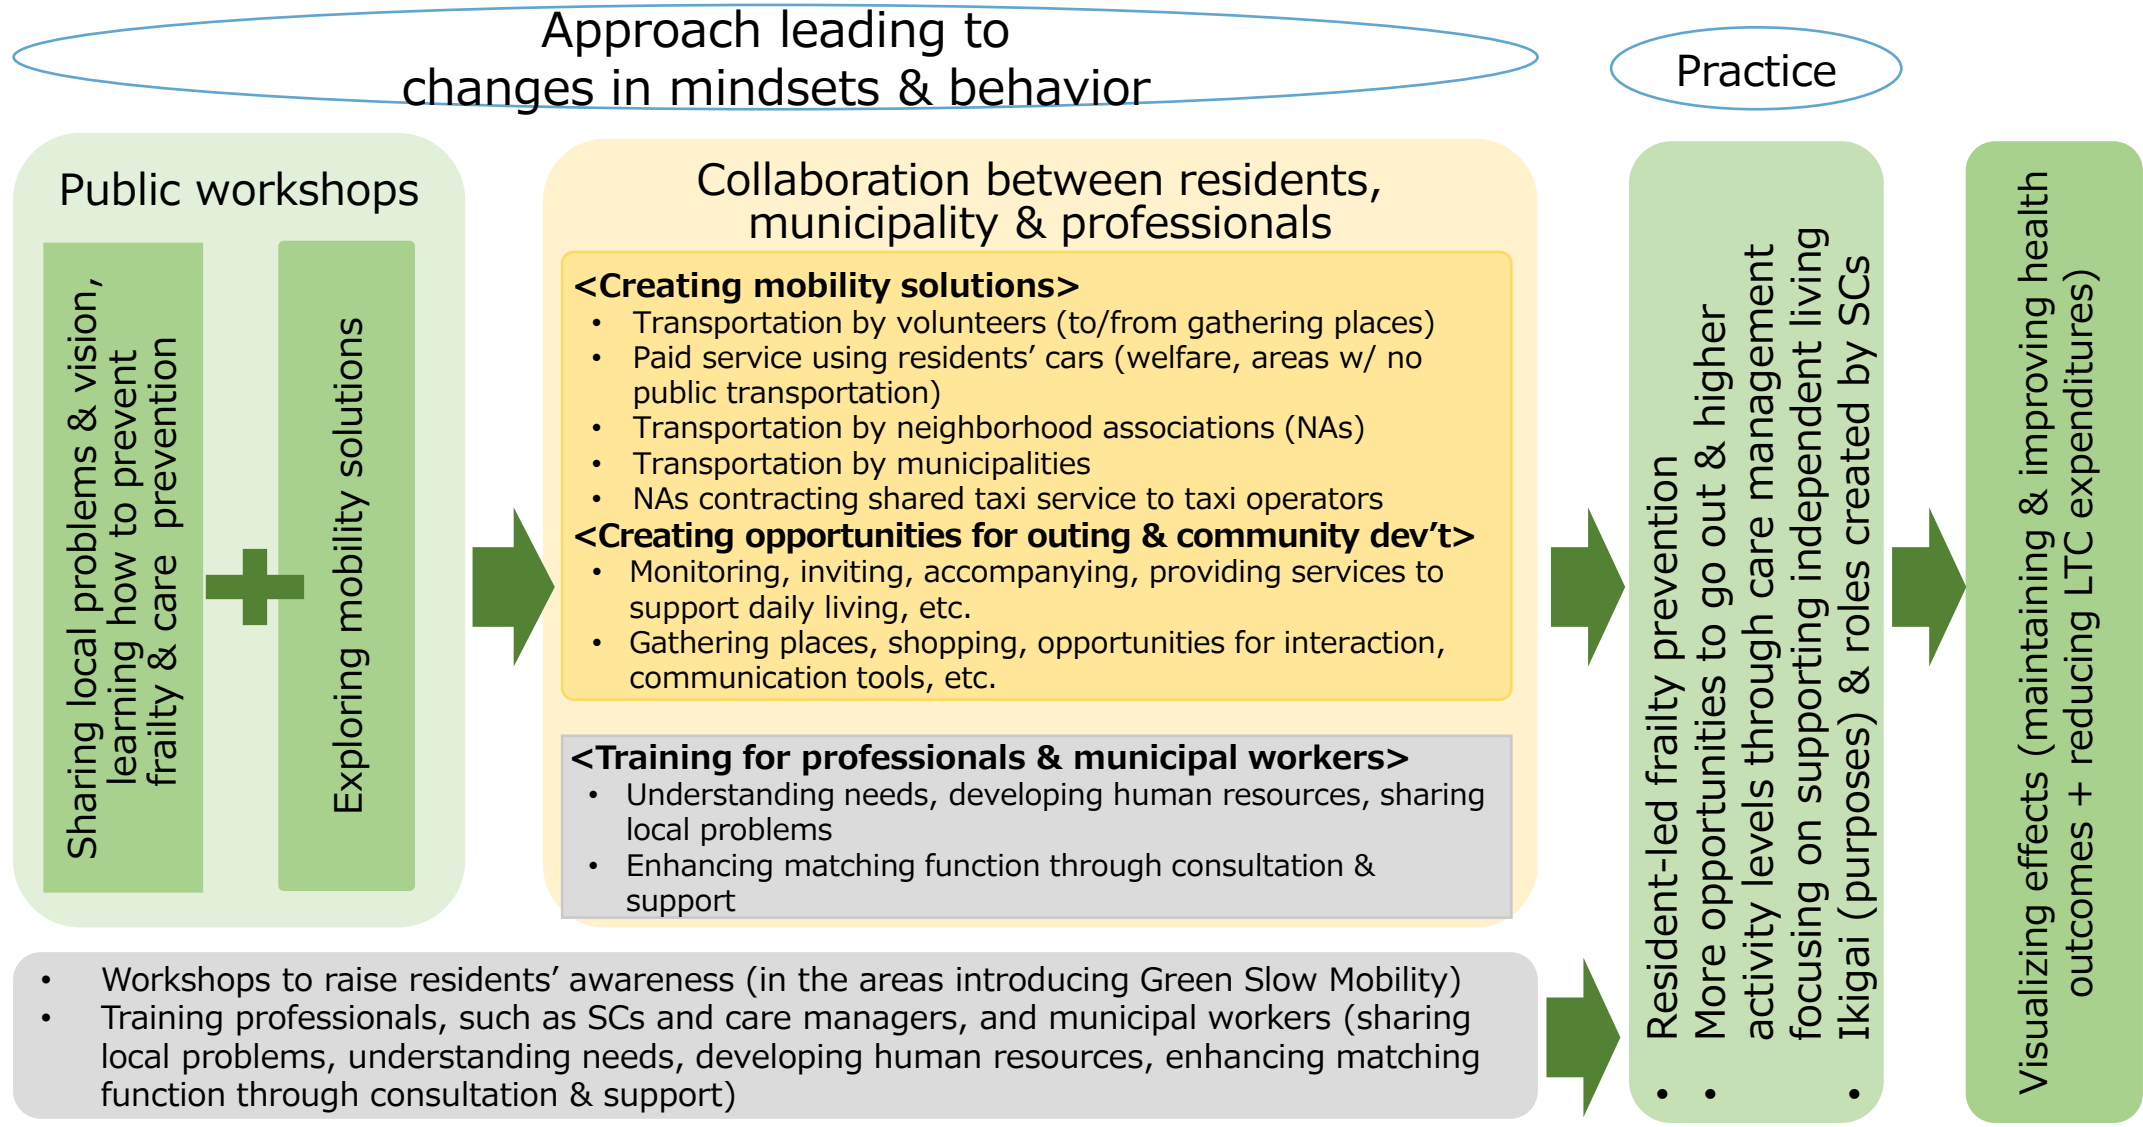 Approach leading to
changes in mindsets & behavior
Practice
Public workshops
Sharing local problems & vision,
learning how to prevent
frailty & care prevention
Exploring mobility solutions
Collaboration between residents,
municipality & professionals
<Creating mobility solutions>
• Transportation by volunteers (to/from gathering places)
• Paid service using residents’ cars (welfare, areas w/ no
public transportation)
• Transportation by neighborhood associations (NAs)
• Transportation by municipalities
• NAs contracting shared taxi service to taxi operators
<Creating opportunities for outing & community dev’t>
• Monitoring, inviting, accompanying, providing services to
support daily living, etc.
• Gathering places, shopping, opportunities for interaction,
communication tools, etc.
<Training for professionals & municipal workers>
• Understanding needs, developing human resources, sharing
local problems
• Enhancing matching function through consultation &
support
• Workshops to raise residents’ awareness (in the areas introducing Green Slow Mobility)
• Training professionals, such as SCs and care managers, and municipal workers (sharing
local problems, understanding needs, developing human resources, enhancing matching
function through consultation & support)
• Resident-led frailty prevention
• More opportunities to go out & higher
activity levels through care management
focusing on supporting independent living
• Ikigai (purposes) & roles created by SCs
Visualizing effects (maintaining & improving health
outcomes + reducing LTC expenditures)